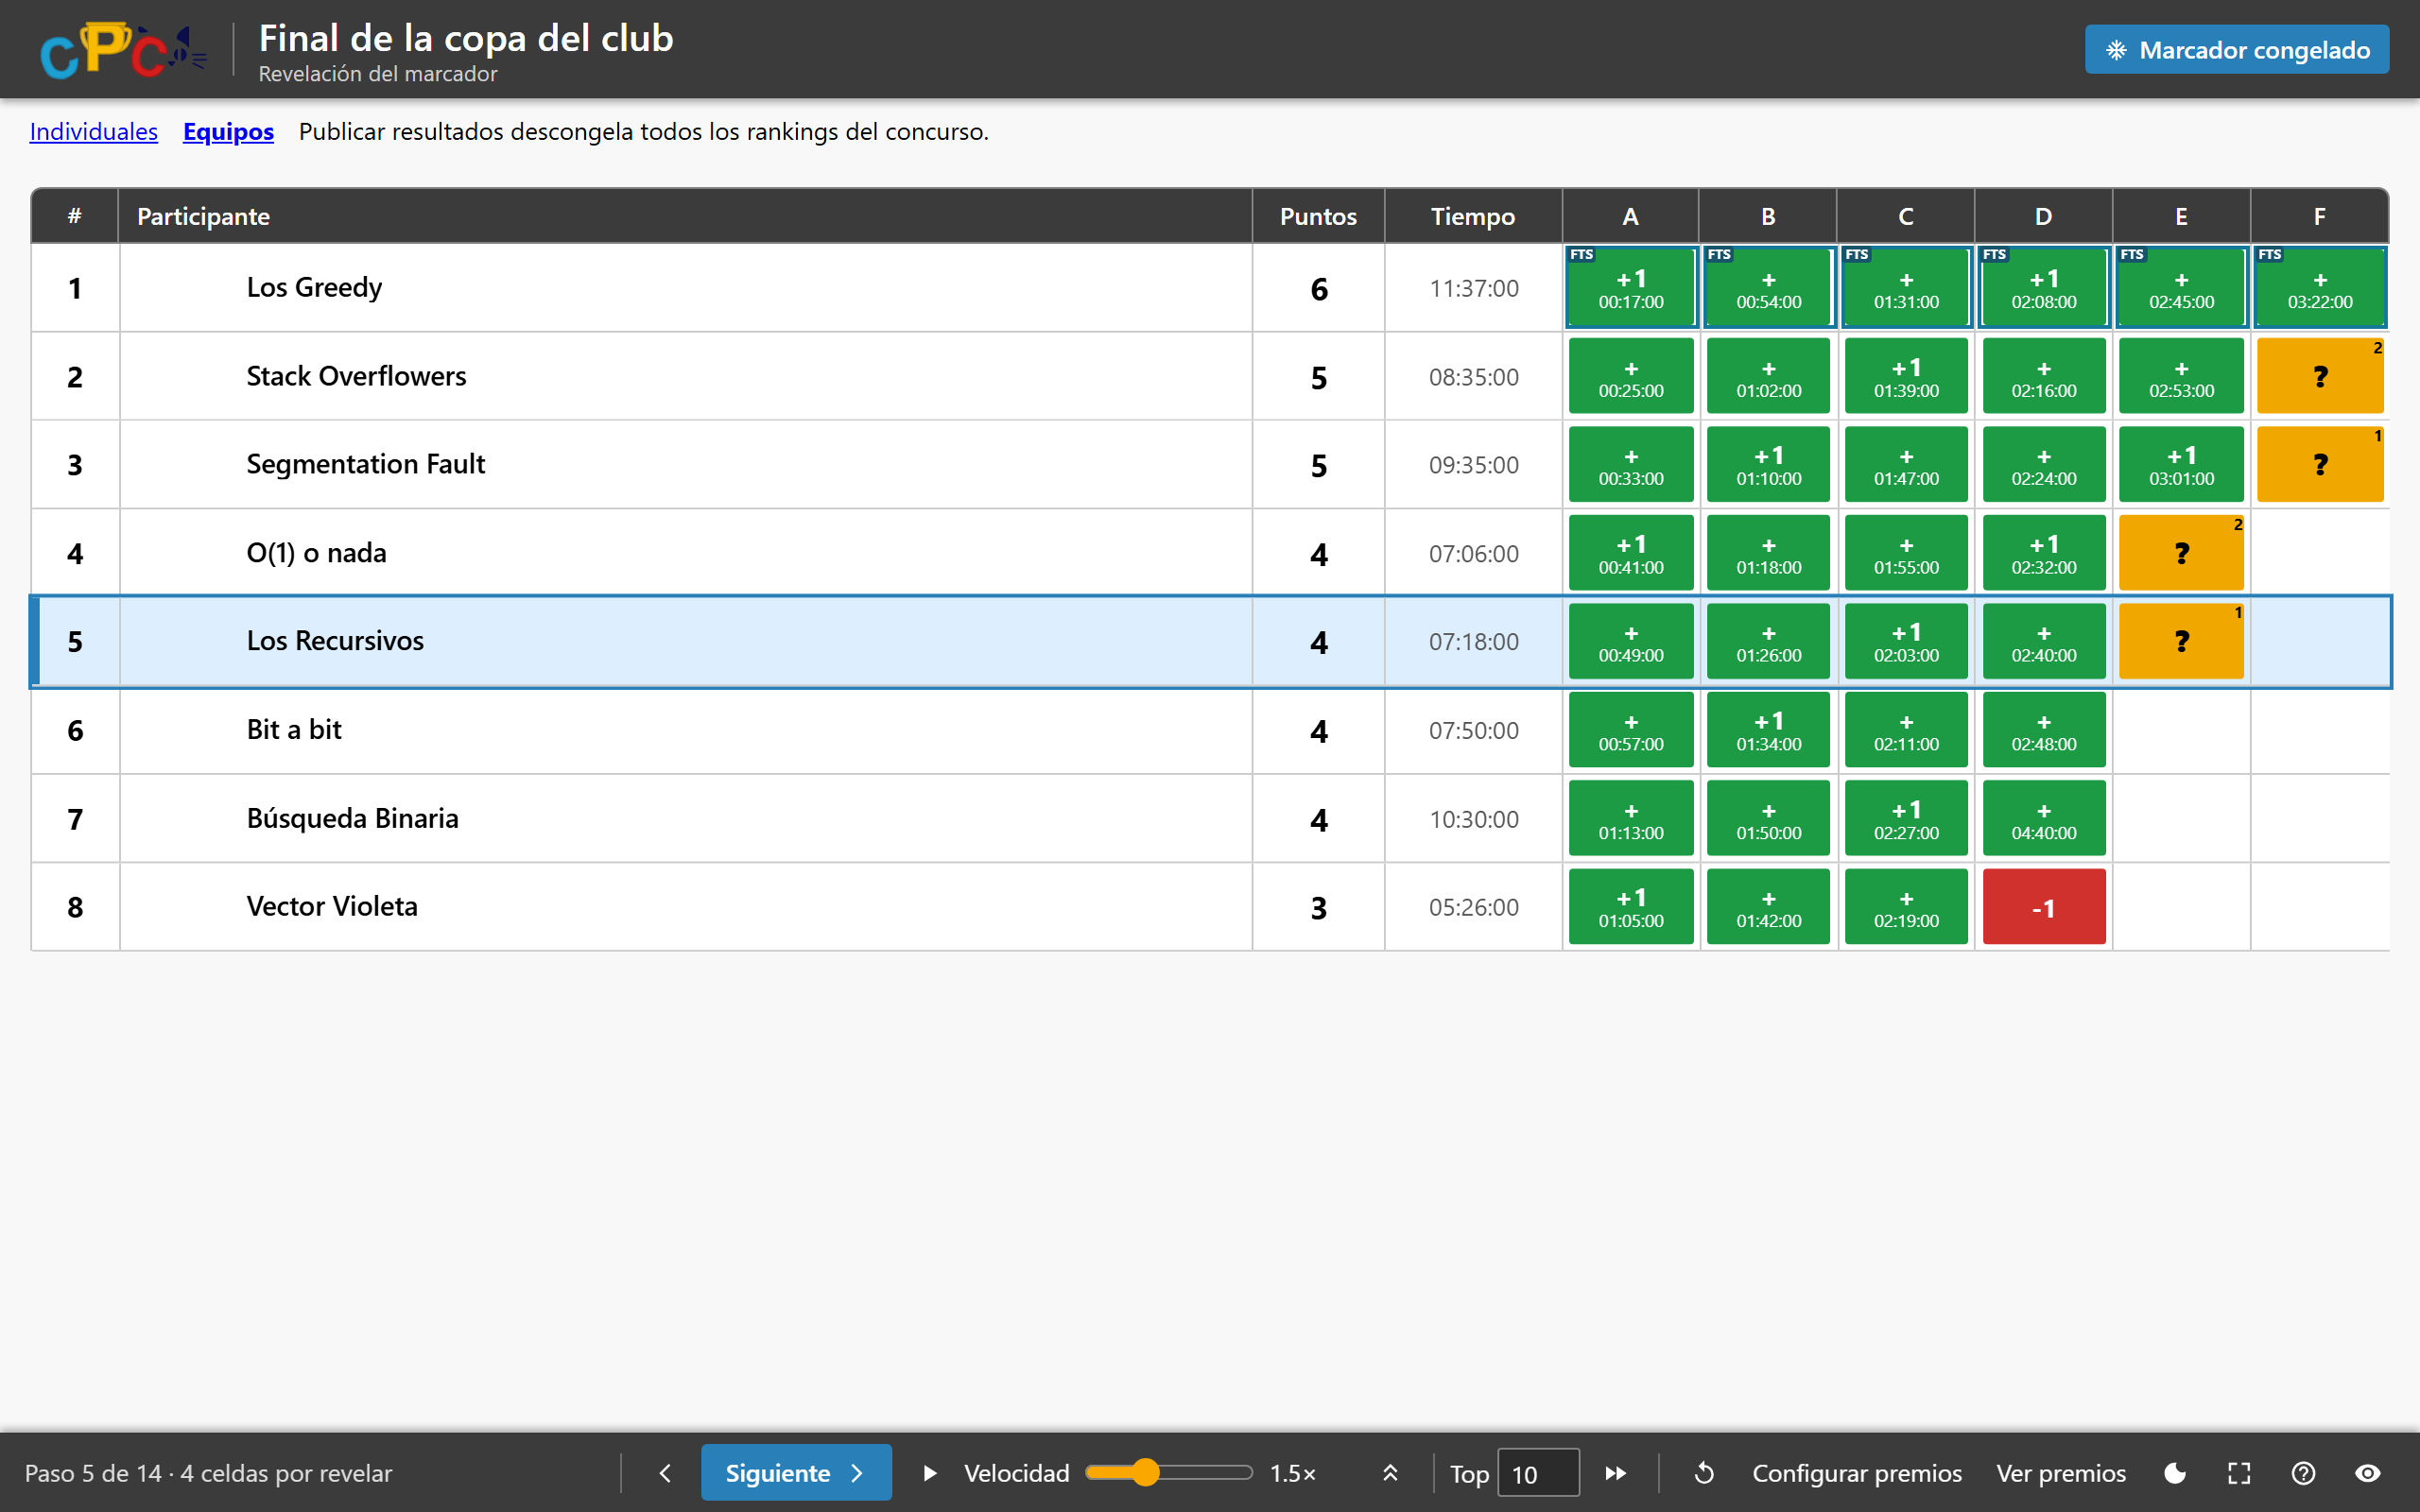 CPC
Final de la copa del club
Revelación del marcador
Marcador congelado
Individuales Equipos Publicar resultados descongela todos los rankings del concurso.
# Participante Puntos Tiempo A B C D E F
1 Los Greedy 6 11:37:00 FTS +1 00:17:00 FTS + 00:54:00 FTS + 01:31:00 FTS +1 02:08:00 FTS + 02:45:00 FTS + 03:22:00
2 Stack Overflowers 5 08:35:00 + 00:25:00 + 01:02:00 +1 01:39:00 + 02:16:00 + 02:53:00 ? 2
3 Segmentation Fault 5 09:35:00 + 00:33:00 +1 01:10:00 + 01:47:00 + 02:24:00 +1 03:01:00 ? 1
4 O(1) o nada 4 07:06:00 +1 00:41:00 + 01:18:00 + 01:55:00 +1 02:32:00 ? 2
5 Los Recursivos 4 07:18:00 + 00:49:00 + 01:26:00 +1 02:03:00 + 02:40:00 ? 1
6 Bit a bit 4 07:50:00 + 00:57:00 +1 01:34:00 + 02:11:00 + 02:48:00
7 Búsqueda Binaria 4 10:30:00 + 01:13:00 + 01:50:00 +1 02:27:00 + 04:40:00
8 Vector Violeta 3 05:26:00 +1 01:05:00 + 01:42:00 + 02:19:00 -1
Paso 5 de 14 · 4 celdas por revelar Siguiente Velocidad 1.5× Top 10 Configurar premios Ver premios